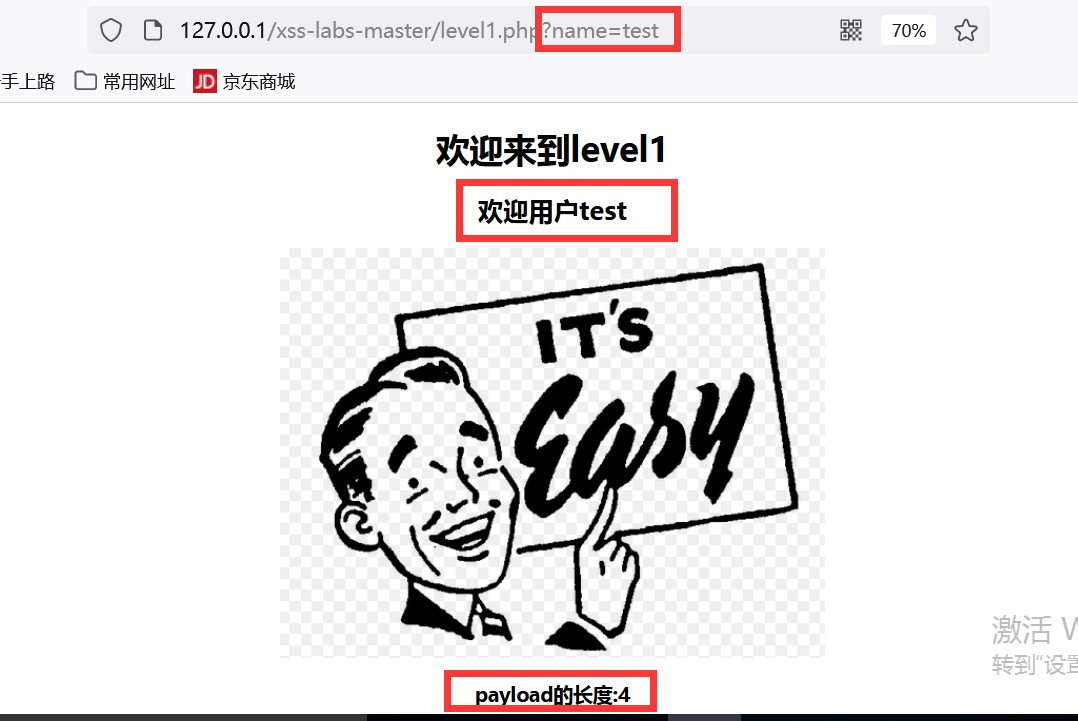 127.0.0.1/xss-labs-master/level1.php?name=test
70%
手上路
常用网址
JD
京东商城
欢迎来到level1
欢迎用户test
IT'S
Easy
激活 W
转到“设置
payload的长度:4